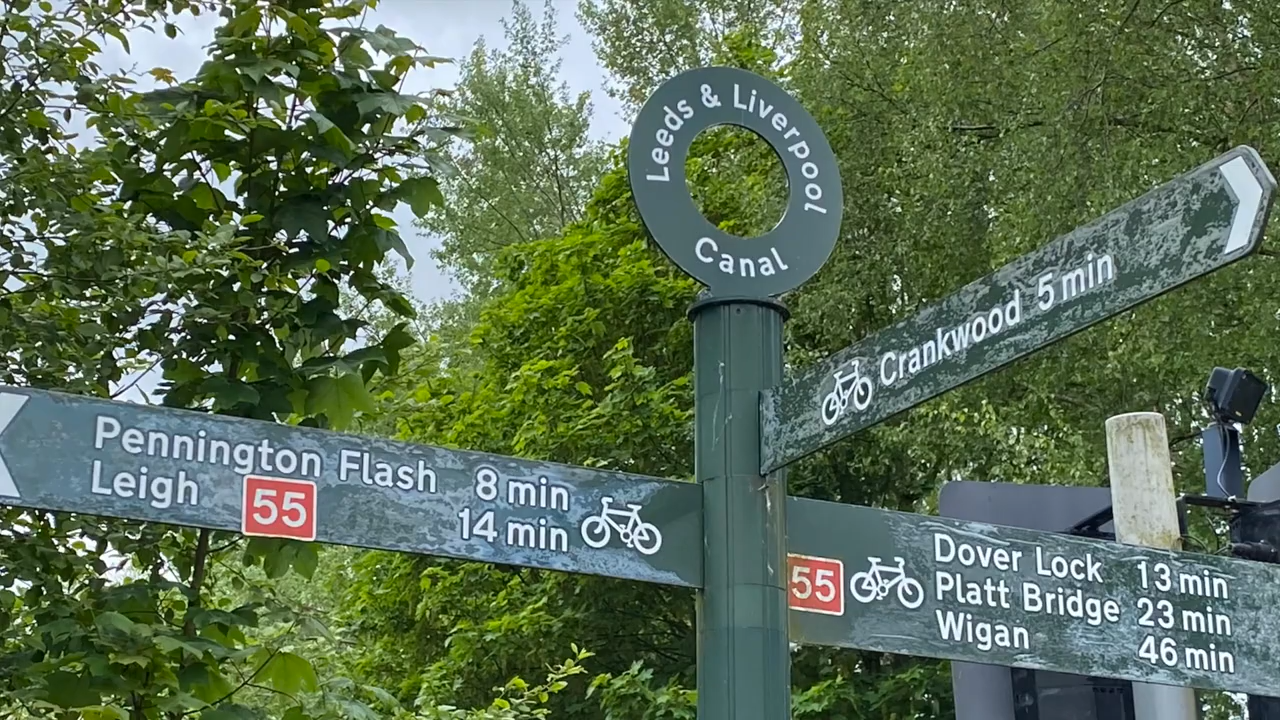 Leeds & Liverpool
Canal
Crankwood 5 min
Pennington Flash 8 min
Leigh 55 14 min
55
Dover Lock 13 min
Platt Bridge 23 min
Wigan 46 min